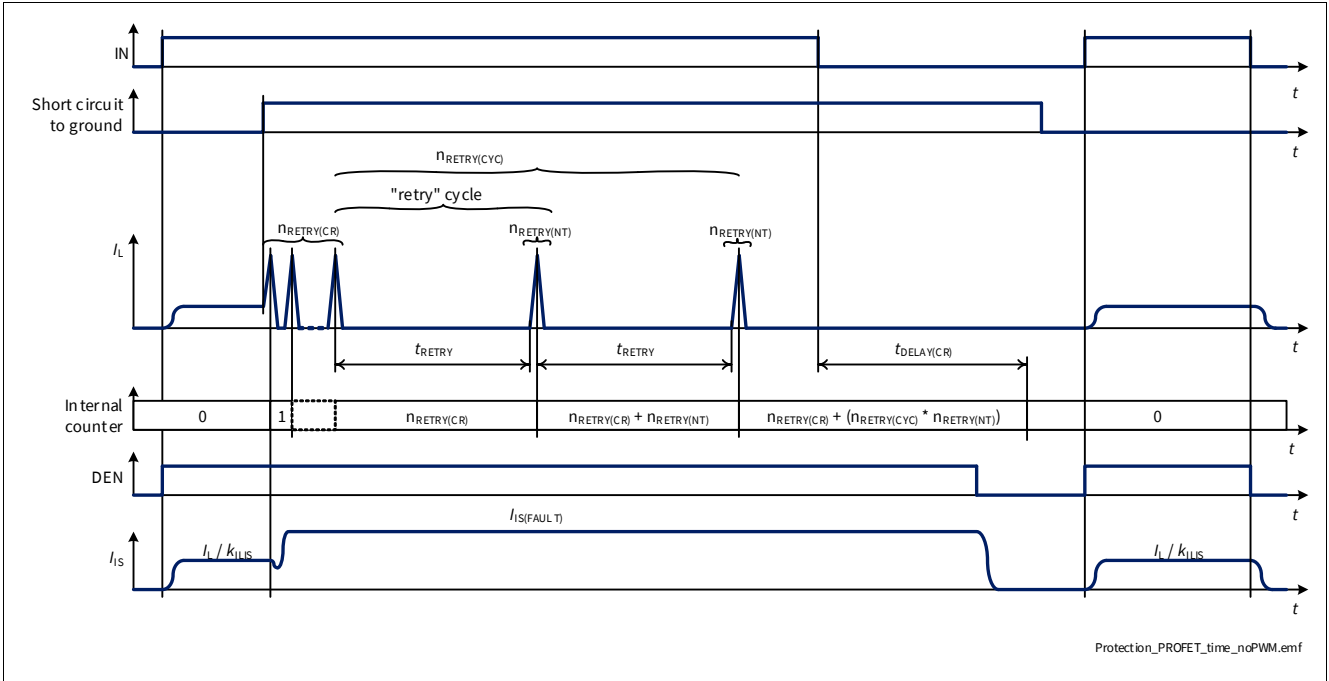 IN
t
Short circuit
to ground
t
nRETRY(CYC)
"retry" cycle
nRETRY(CR) nRETRY(NT) nRETRY(NT)
IL
t
tRETRY tRETRY tDELAY(CR)
Internal
counter
0 1 nRETRY(CR) nRETRY(CR) + nRETRY(NT) nRETRY(CR) + (nRETRY(CYC) * nRETRY(NT)) 0
t
DEN
t
IIS(FAULT)
IL / kILIS IL / kILIS
IIS
t
Protection_PROFET_time_noPWM.emf